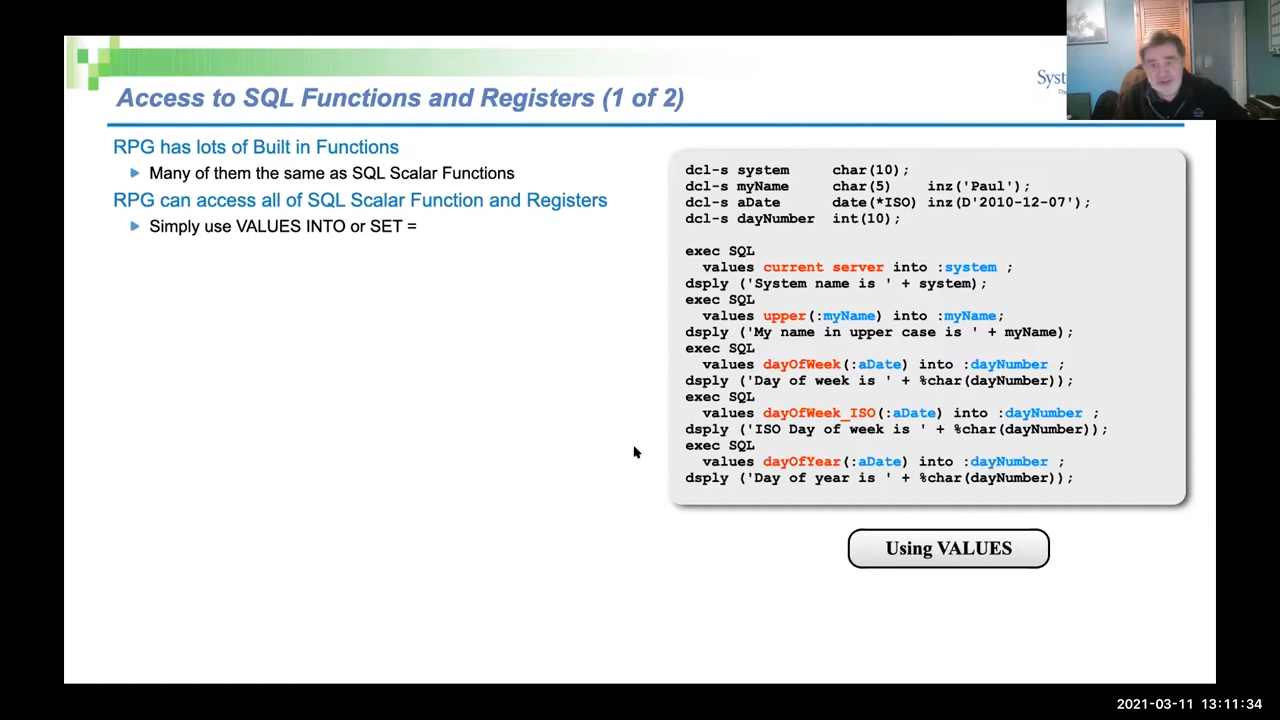 Access to SQL Functions and Registers (1 of 2)
RPG has lots of Built in Functions
Many of them the same as SQL Scalar Functions
RPG can access all of SQL Scalar Function and Registers
Simply use VALUES INTO or SET =
dcl-s system     char(10);
dcl-s myName     char(5)    inz('Paul');
dcl-s aDate      date(*ISO) inz(D'2010-12-07');
dcl-s dayNumber  int(10);
exec SQL
  values current server into :system ;
dsply ('System name is ' + system);
exec SQL
  values upper(:myName) into :myName;
dsply ('My name in upper case is ' + myName);
exec SQL
  values dayOfWeek(:aDate) into :dayNumber ;
dsply ('Day of week is ' + %char(dayNumber));
exec SQL
  values dayOfWeek_ISO(:aDate) into :dayNumber ;
dsply ('ISO Day of week is ' + %char(dayNumber));
exec SQL
  values dayOfYear(:aDate) into :dayNumber ;
dsply ('Day of year is ' + %char(dayNumber));
Using VALUES
2021-03-11 13:11:34